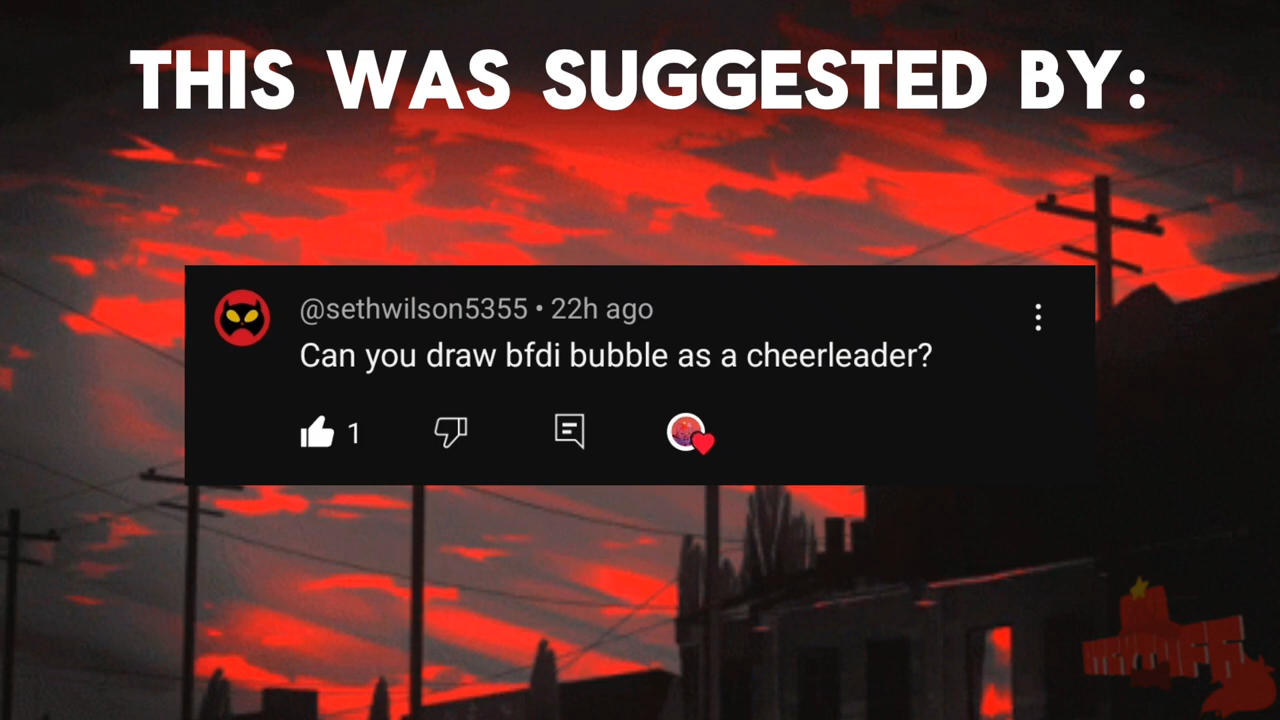 THIS WAS SUGGESTED BY:
@sethwilson5355 • 22h ago
Can you draw bfdi bubble as a cheerleader?
1